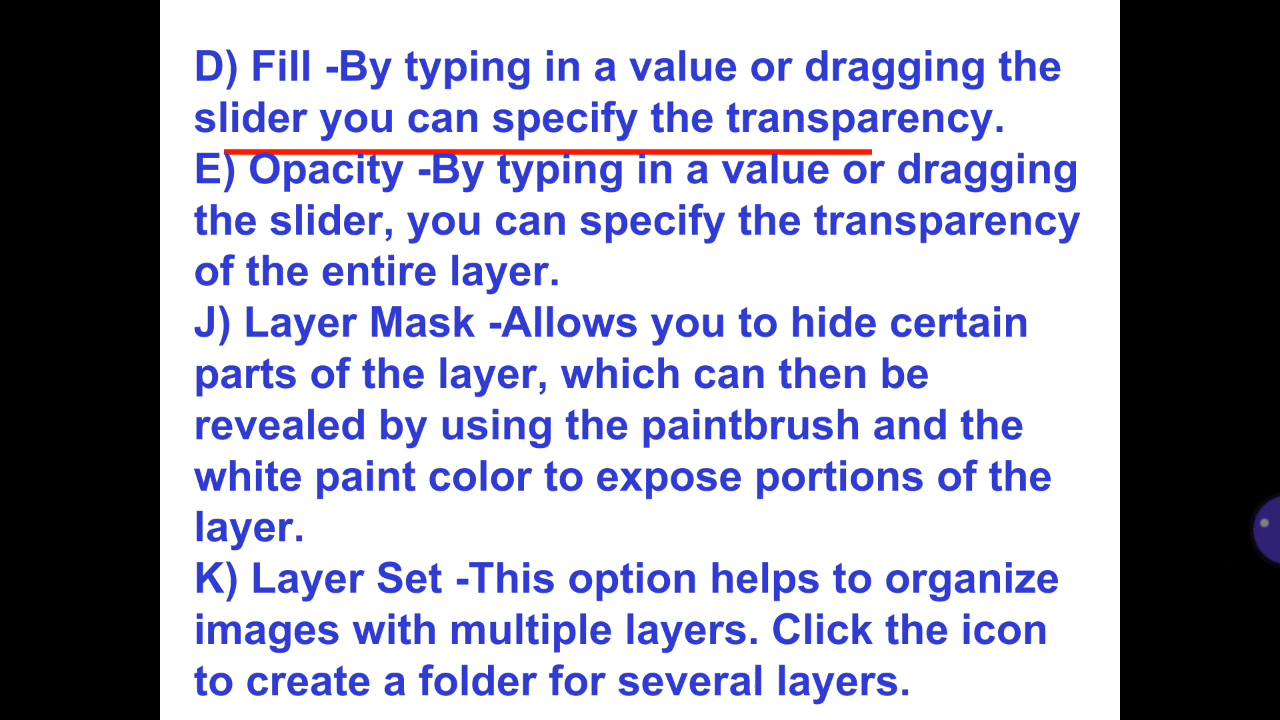 D) Fill -By typing in a value or dragging the
slider you can specify the transparency.
E) Opacity -By typing in a value or dragging
the slider, you can specify the transparency
of the entire layer.
J) Layer Mask -Allows you to hide certain
parts of the layer, which can then be
revealed by using the paintbrush and the
white paint color to expose portions of the
layer.
K) Layer Set -This option helps to organize
images with multiple layers. Click the icon
to create a folder for several layers.